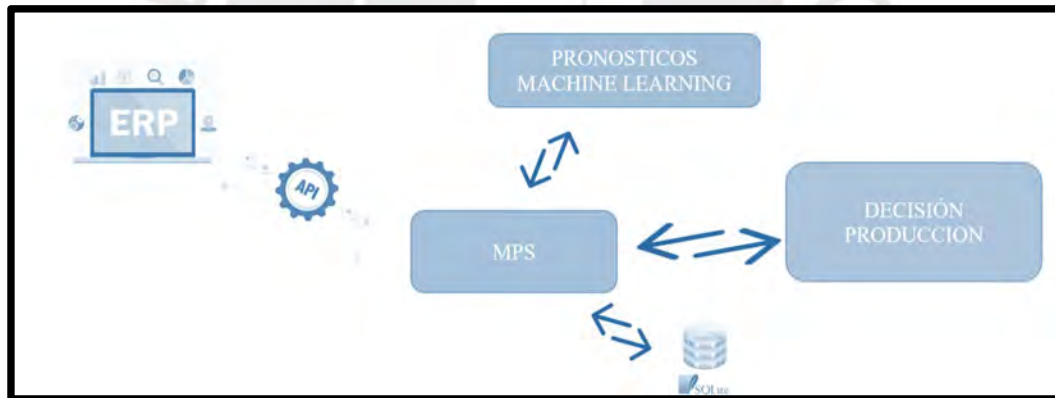 PRONOSTICOS
MACHINE LEARNING
ERP
API
MPS
DECISIÓN
PRODUCCION
SQLite